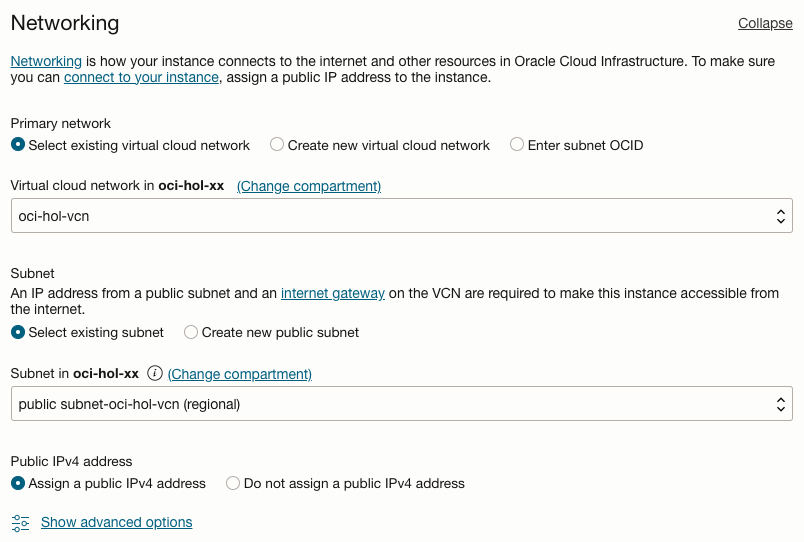 Networking
Collapse
Networking is how your instance connects to the internet and other resources in Oracle Cloud Infrastructure. To make sure
you can connect to your instance, assign a public IP address to the instance.
Primary network
Select existing virtual cloud network Create new virtual cloud network Enter subnet OCID
Virtual cloud network in oci-hol-xx (Change compartment)
oci-hol-vcn
Subnet
An IP address from a public subnet and an internet gateway on the VCN are required to make this instance accessible from
the internet.
Select existing subnet Create new public subnet
Subnet in oci-hol-xx i (Change compartment)
public subnet-oci-hol-vcn (regional)
Public IPv4 address
Assign a public IPv4 address Do not assign a public IPv4 address
Show advanced options